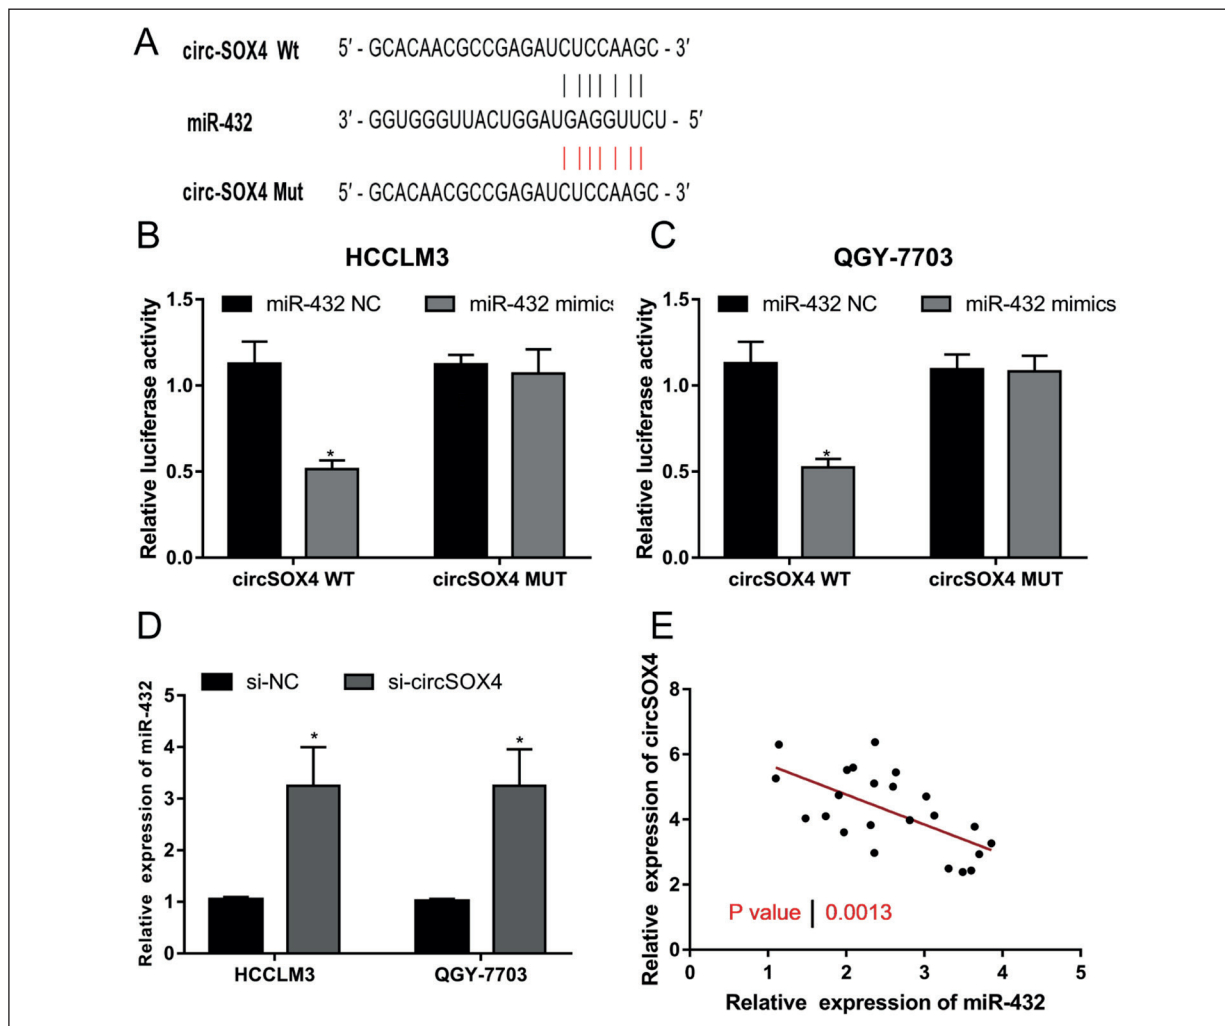 A
circ-SOX4 Wt 5′ - GCACAACGCCGAGAUCUCCAAGC - 3′
miR-432 3′ - GGUGGGUUACUGGAUGAGGUUCU - 5′
circ-SOX4 Mut 5′ - GCACAACGCCGAGAUCUCCAAGC - 3′
B
HCCLM3
miR-432 NC miR-432 mimics
Relative luciferase activity
1.5
1.0
0.5
0.0
*
circSOX4 WT circSOX4 MUT
C
QGY-7703
miR-432 NC miR-432 mimics
Relative luciferase activity
1.5
1.0
0.5
0.0
*
circSOX4 WT circSOX4 MUT
D
si-NC si-circSOX4
Relative expression of miR-432
5
4
3
2
1
0
* *
HCCLM3 QGY-7703
E
Relative expression of circSOX4
8
6
4
2
0
P value | 0.0013
0 1 2 3 4 5
Relative expression of miR-432